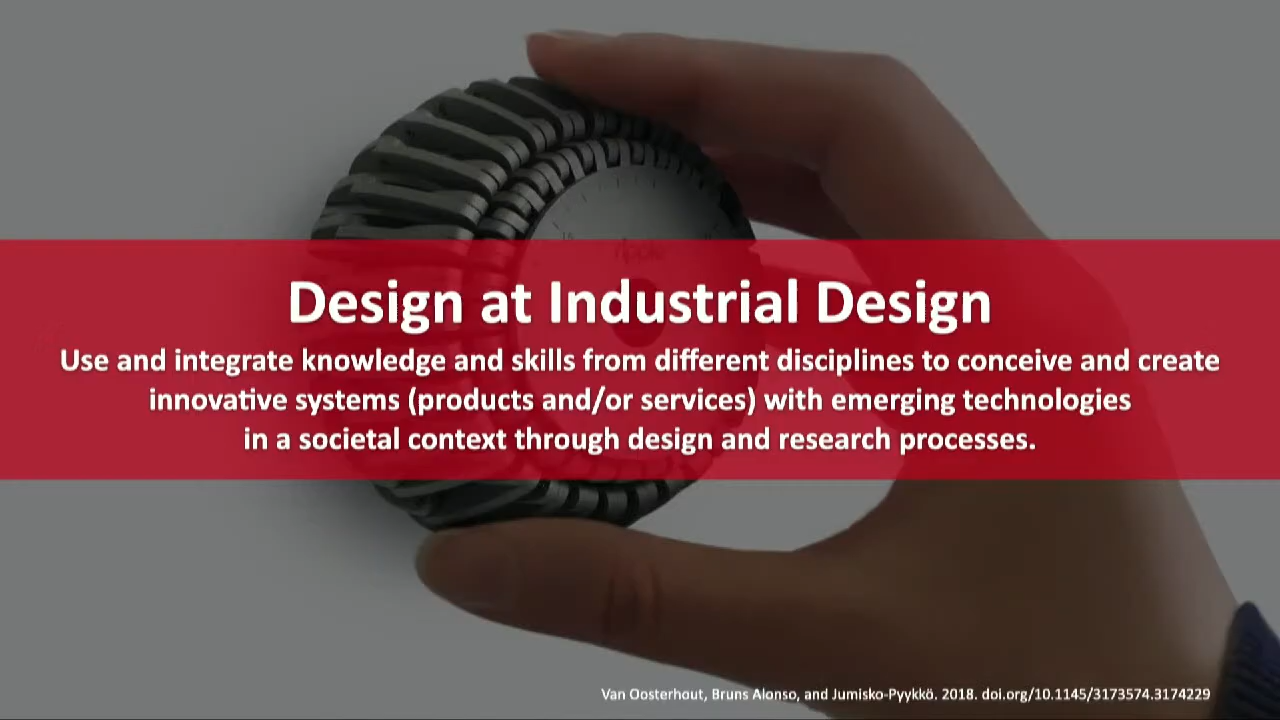 Design at Industrial Design
Use and integrate knowledge and skills from different disciplines to conceive and create
innovative systems (products and/or services) with emerging technologies
in a societal context through design and research processes.
Van Oosterhout, Bruns Alonso, and Jumisko-Pyykkö. 2018. doi.org/10.1145/3173574.3174229